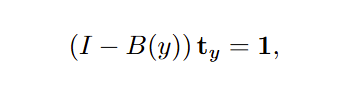 (I − B(y)) t_y = 1,